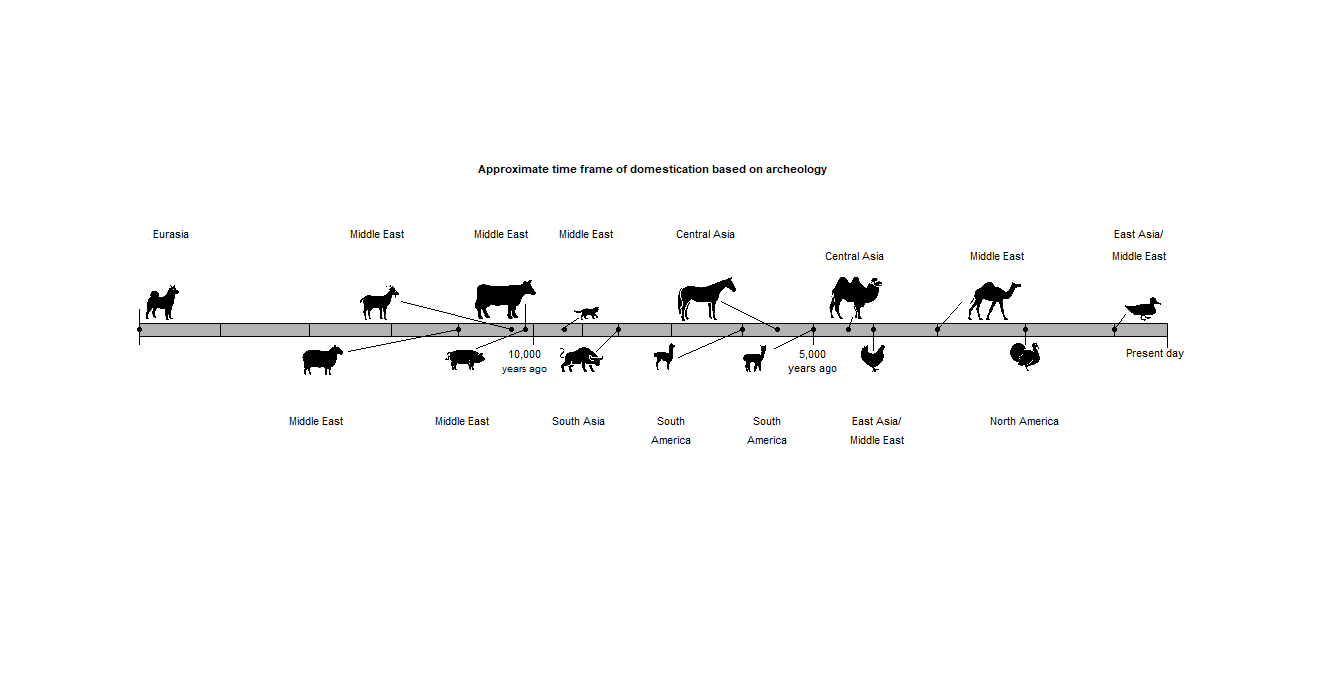 Approximate time frame of domestication based on archeology
Eurasia
Middle East
Middle East
Middle East
Central Asia
East Asia/
Middle East
Central Asia
Middle East
10,000
years ago
?
5,000
years ago
Present day
Middle East
Middle East
South Asia
South
America
South
America
East Asia/
Middle East
North America